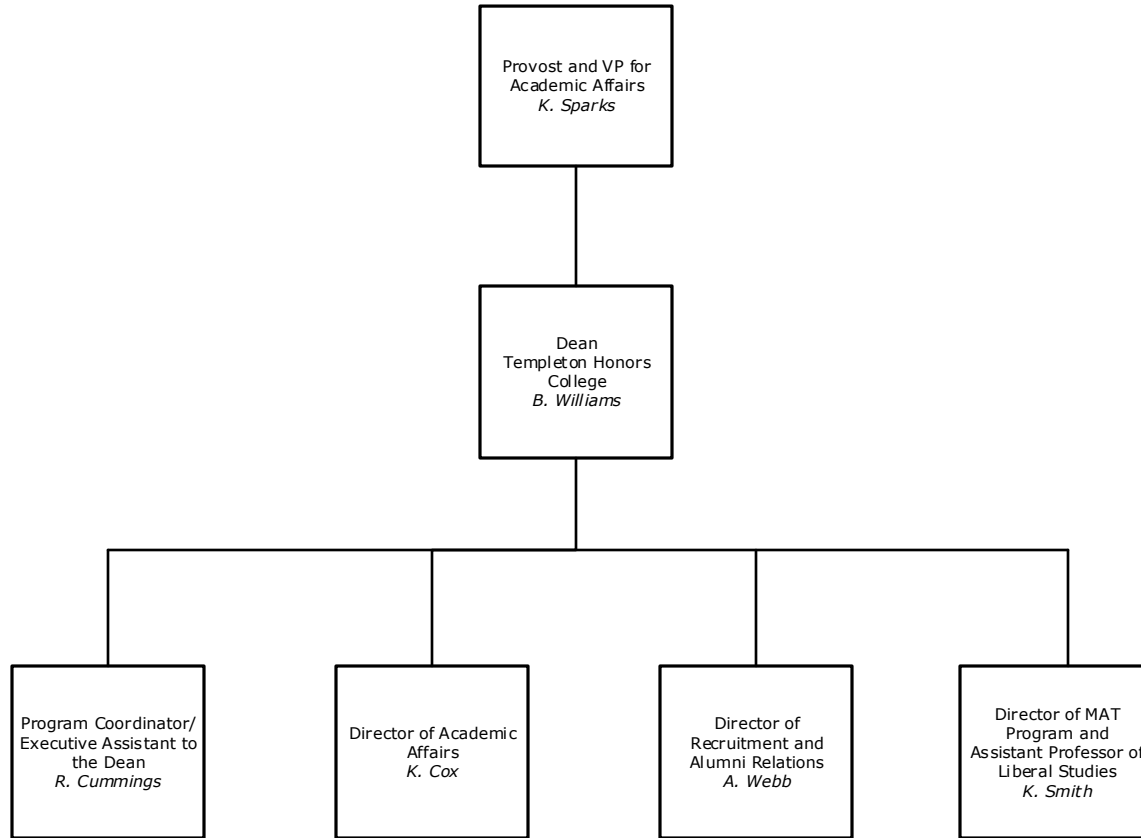 Provost and VP for
Academic Affairs
K. Sparks
Dean
Templeton Honors
College
B. Williams
Program Coordinator/
Executive Assistant to
the Dean
R. Cummings
Director of Academic
Affairs
K. Cox
Director of
Recruitment and
Alumni Relations
A. Webb
Director of MAT
Program and
Assistant Professor of
Liberal Studies
K. Smith